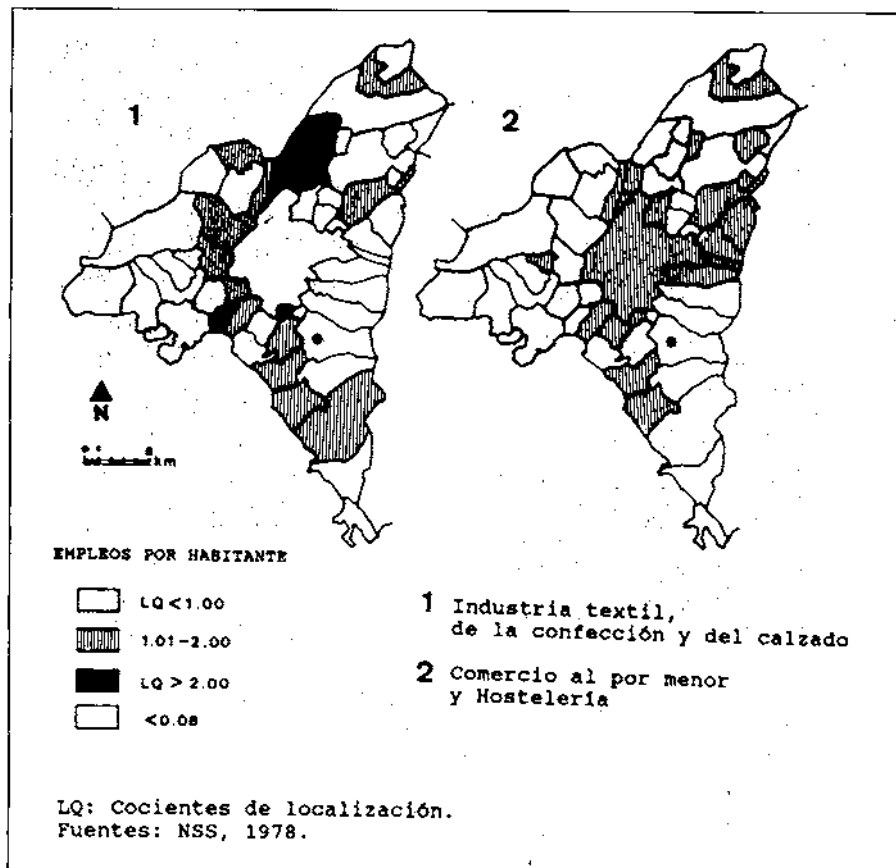 1
2
N
km
EMPLEOS POR HABITANTE
LQ<1.00
1.01-2.00
LQ > 2.00
<0.08
1 Industria textil,
de la confección y del calzado
2 Comercio al por menor
y Hostelería
LQ: Cocientes de localización.
Fuentes: NSS, 1978.